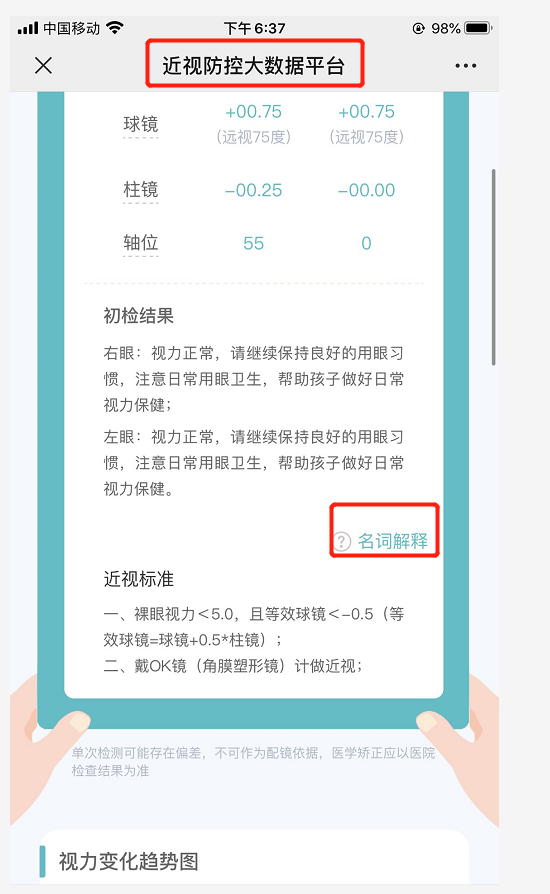 中国移动 下午6:37 98%
近视防控大数据平台
+00.75 +00.75
球镜
(远视75度) (远视75度)
柱镜 -00.25 -00.00
轴位 55 0
初检结果
右眼：视力正常，请继续保持良好的用眼习
惯，注意日常用眼卫生，帮助孩子做好日常
视力保健；
左眼：视力正常，请继续保持良好的用眼习
惯，注意日常用眼卫生，帮助孩子做好日常
视力保健。
? 名词解释
近视标准
一、裸眼视力＜5.0，且等效球镜＜-0.5（等
效球镜=球镜+0.5*柱镜）；
二、戴OK镜（角膜塑形镜）计做近视；
单次检测可能存在偏差，不可作为配镜依据，医学矫正应以医院
检查结果为准
视力变化趋势图